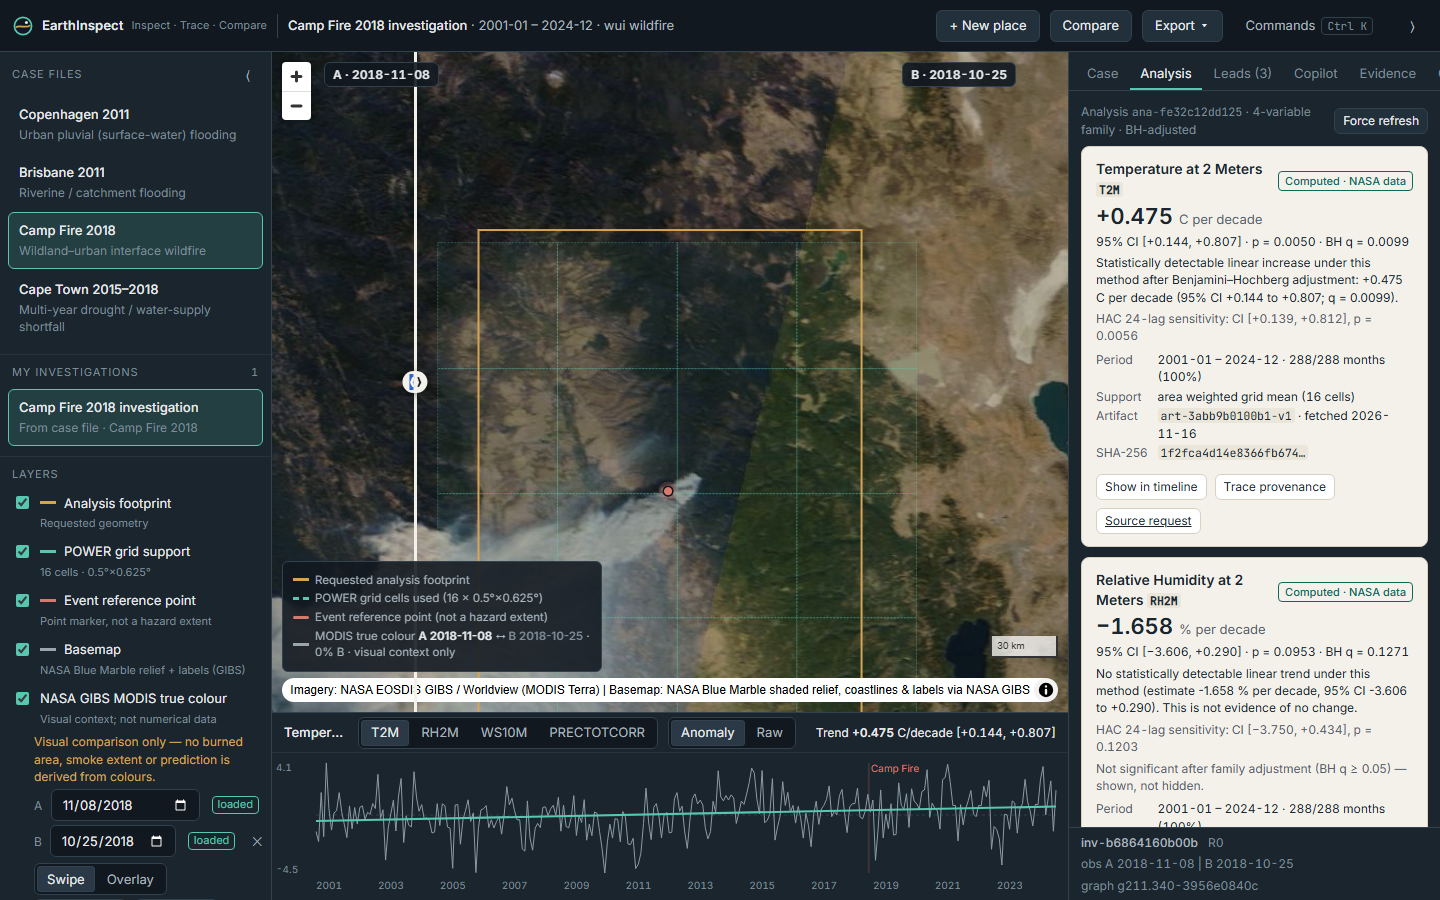 EarthInspect Inspect · Trace · Compare
Camp Fire 2018 investigation · 2001-01 – 2024-12 · wui wildfire
+ New place
Compare
Export
Commands Ctrl K
CASE FILES
Copenhagen 2011
Urban pluvial (surface-water) flooding
Brisbane 2011
Riverine / catchment flooding
Camp Fire 2018
Wildland–urban interface wildfire
Cape Town 2015–2018
Multi-year drought / water-supply
shortfall
MY INVESTIGATIONS 1
Camp Fire 2018 investigation
From case file · Camp Fire 2018
LAYERS
Analysis footprint
Requested geometry
POWER grid support
16 cells · 0.5°×0.625°
Event reference point
Point marker, not a hazard extent
Basemap
NASA Blue Marble relief + labels (GIBS)
NASA GIBS MODIS true colour
Visual context; not numerical data
Visual comparison only — no burned
area, smoke extent or prediction is
derived from colours.
A 11/08/2018 loaded
B 10/25/2018 loaded ×
Swipe Overlay
+
−
A · 2018-11-08
B · 2018-10-25
Requested analysis footprint
POWER grid cells used (16 × 0.5°×0.625°)
Event reference point (not a hazard extent)
MODIS true colour A 2018-11-08 ↔ B 2018-10-25 ·
0% B · visual context only
30 km
Imagery: NASA EOSDIS GIBS / Worldview (MODIS Terra) | Basemap: NASA Blue Marble shaded relief, coastlines & labels via NASA GIBS
Temper...
T2M RH2M WS10M PRECTOTCORR
Anomaly Raw
Trend +0.475 C/decade [+0.144, +0.807]
4.1
Camp Fire
-4.5
2001 2003 2005 2007 2009 2011 2013 2015 2017 2019 2021 2023
Case Analysis Leads (3) Copilot Evidence
Analysis ana-fe32c12dd125 · 4-variable
family · BH-adjusted
Force refresh
Temperature at 2 Meters
T2M
Computed · NASA data
+0.475 C per decade
95% CI [+0.144, +0.807] · p = 0.0050 · BH q = 0.0099
Statistically detectable linear increase under this
method after Benjamini–Hochberg adjustment: +0.475
C per decade (95% CI +0.144 to +0.807; q = 0.0099).
HAC 24-lag sensitivity: CI [+0.139, +0.812], p =
0.0056
Period 2001-01 – 2024-12 · 288/288 months
(100%)
Support area weighted grid mean (16 cells)
Artifact art-3abb9b0100b1-v1 · fetched 2026-
11-16
SHA-256 1f2fca4d14e8366fb674…
Show in timeline
Trace provenance
Source request
Relative Humidity at 2
Meters RH2M
Computed · NASA data
−1.658 % per decade
95% CI [−3.606, +0.290] · p = 0.0953 · BH q = 0.1271
No statistically detectable linear trend under this
method (estimate -1.658 % per decade, 95% CI -3.606
to +0.290). This is not evidence of no change.
HAC 24-lag sensitivity: CI [−3.750, +0.434], p =
0.1203
Not significant after family adjustment (BH q ≥ 0.05) —
shown, not hidden.
Period 2001-01 – 2024-12 · 288/288 months
(100%)
inv-b6864160b00b R0
obs A 2018-11-08 | B 2018-10-25
graph g211.340-3956e0840c